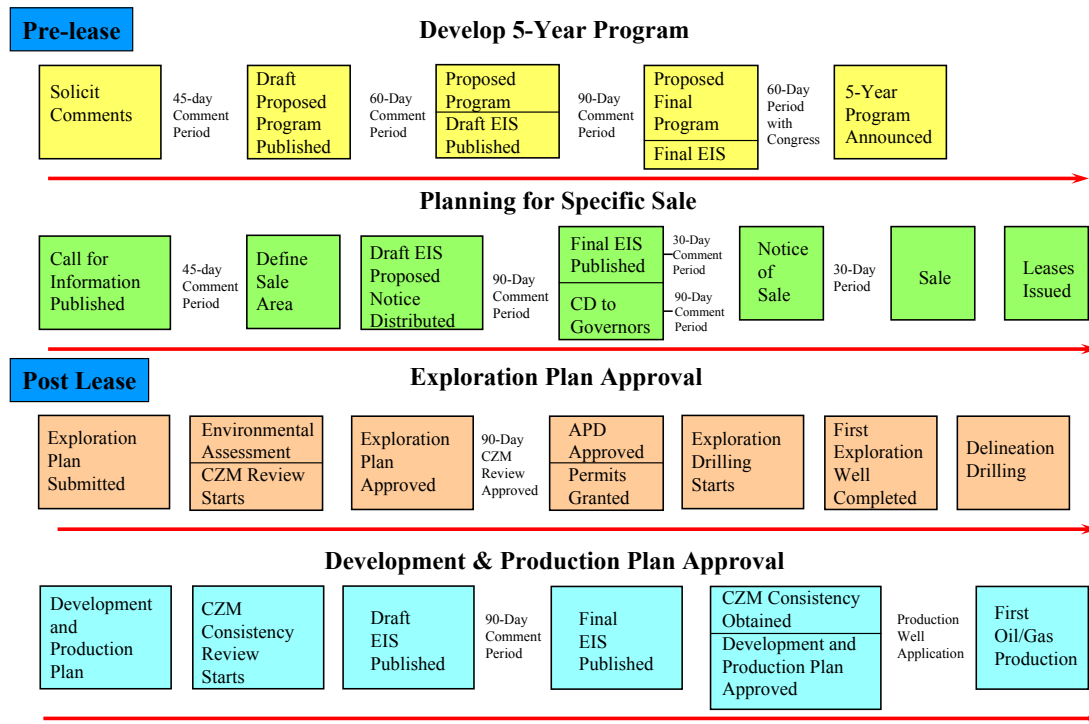 Pre-lease
Develop 5-Year Program
Solicit
Comments
45-day
Comment
Period
Draft
Proposed
Program
Published
60-Day
Comment
Period
Proposed
Program
Draft EIS
Published
90-Day
Comment
Period
Proposed
Final
Program
Final EIS
60-Day
Period
with
Congress
5-Year
Program
Announced
Planning for Specific Sale
Call for
Information
Published
45-day
Comment
Period
Define
Sale
Area
Draft EIS
Proposed
Notice
Distributed
90-Day
Comment
Period
Final EIS
Published
CD to
Governors
30-Day
Comment
Period
90-Day
Comment
Period
Notice
of
Sale
30-Day
Period
Sale
Leases
Issued
Post Lease
Exploration Plan Approval
Exploration
Plan
Submitted
Environmental
Assessment
CZM Review
Starts
Exploration
Plan
Approved
90-Day
CZM
Review
Approved
APD
Approved
Permits
Granted
Exploration
Drilling
Starts
First
Exploration
Well
Completed
Delineation
Drilling
Development & Production Plan Approval
Development
and
Production
Plan
CZM
Consistency
Review
Starts
Draft
EIS
Published
90-Day
Comment
Period
Final
EIS
Published
CZM Consistency
Obtained
Development and
Production Plan
Approved
Production
Well
Application
First
Oil/Gas
Production